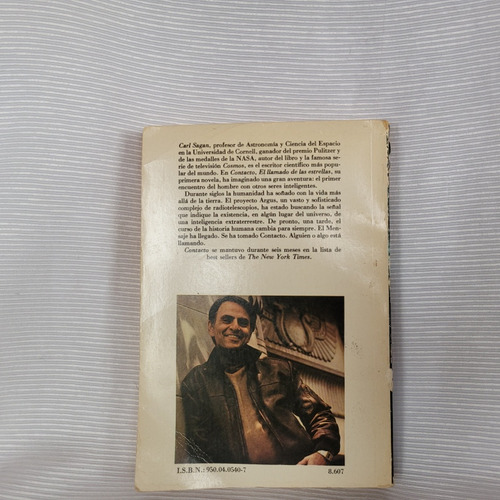 Carl Sagan, profesor de Astronomía y Ciencia del Espacio
en la Universidad de Cornell, ganador del premio Pulitzer y
de las medallas de la NASA, autor del libro y la famosa se-
rie de televisión Cosmos, es el escritor científico más popu-
lar del mundo. En Contacto, El llamado de las estrellas, su
primera novela, ha imaginado una gran aventura: el primer
encuentro del hombre con otros seres inteligentes.
Durante siglos la humanidad ha soñado con la vida más
allá de la tierra. El proyecto Argus, un vasto y sofisticado
complejo de radiotelescopios, ha estado buscando la señal
que indique la existencia, en algún lugar del universo, de
una inteligencia extraterrestre. De pronto, una tarde, el
curso de la historia humana cambia para siempre. El Men-
saje ha llegado. Se ha tomado Contacto. Alguien o algo está
llamando.
Contacto se mantuvo durante seis meses en la lista de
best sellers de The New York Times.
I.S.B.N.: 950.04.0540-7
8.607